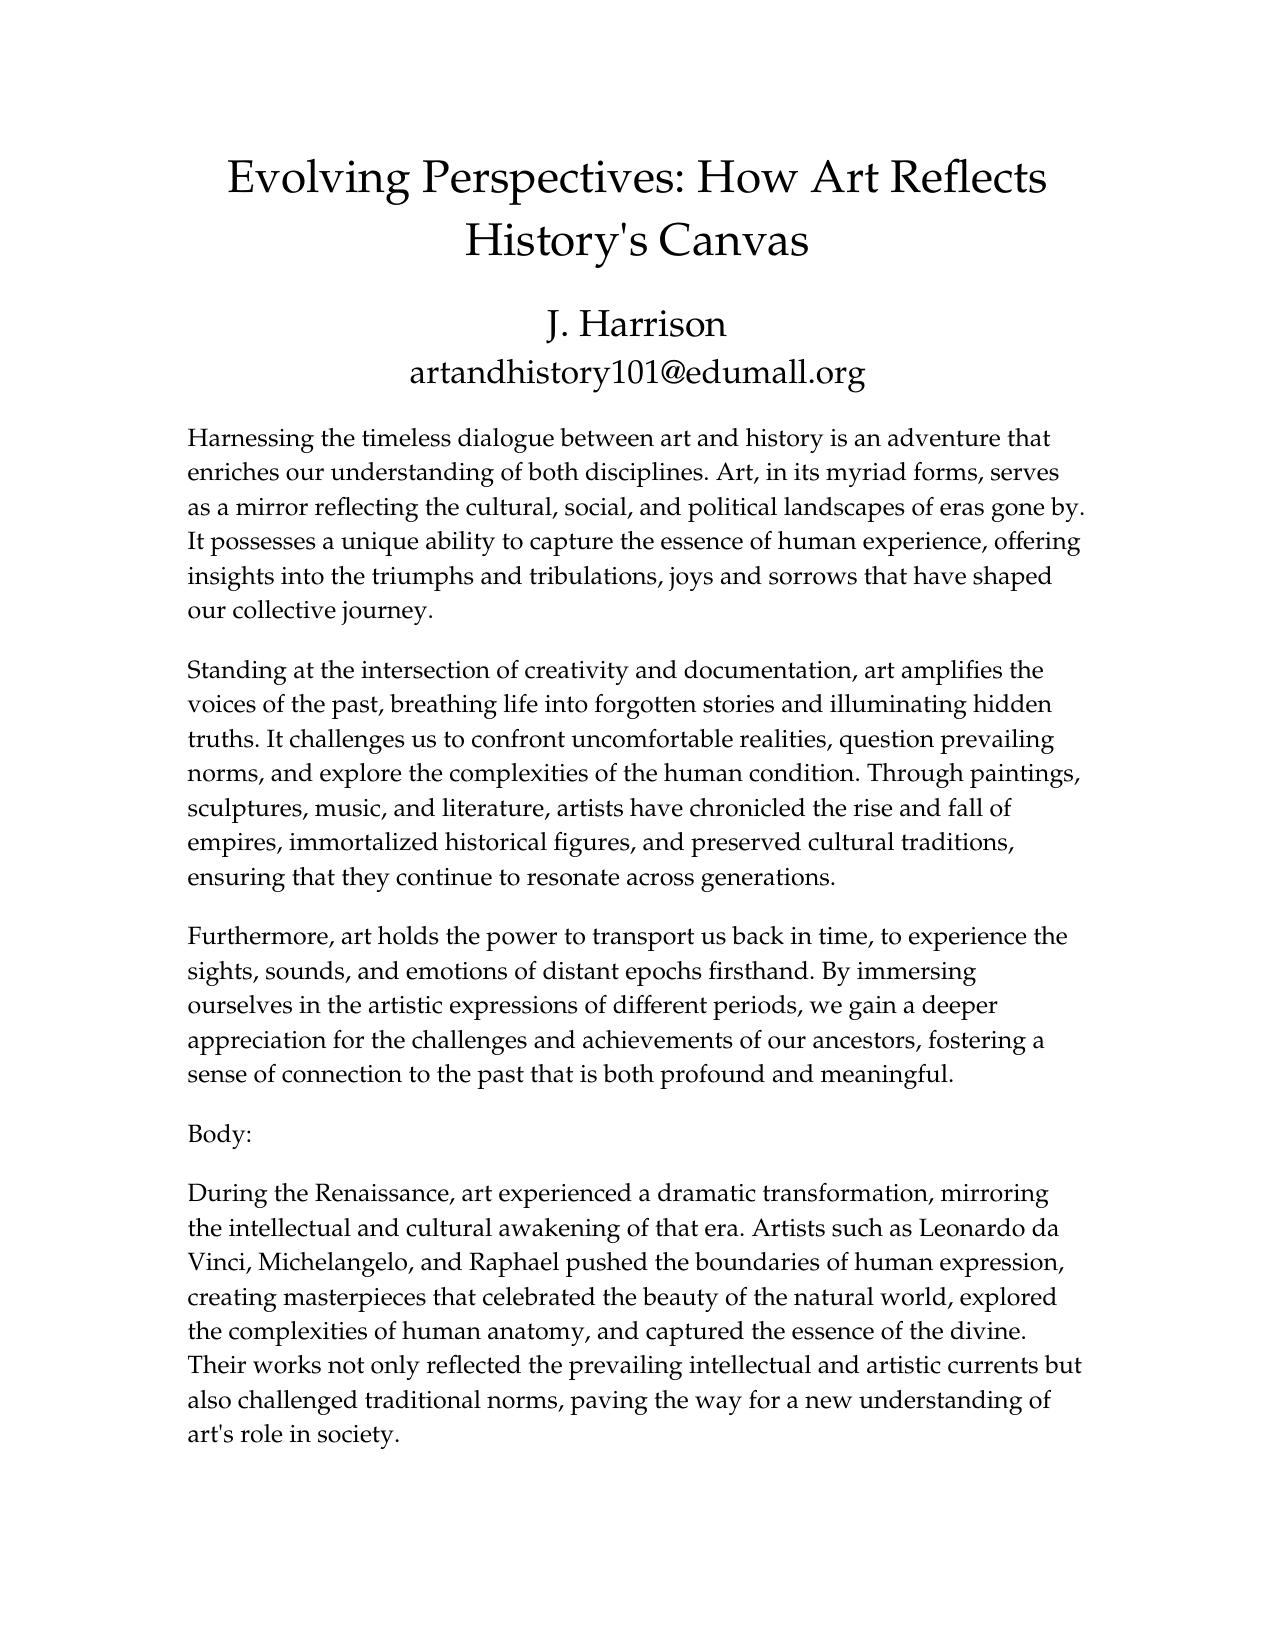 Evolving Perspectives: How Art Reflects
History's Canvas
J. Harrison
artandhistory101@edumall.org
Harnessing the timeless dialogue between art and history is an adventure that
enriches our understanding of both disciplines. Art, in its myriad forms, serves
as a mirror reflecting the cultural, social, and political landscapes of eras gone by.
It possesses a unique ability to capture the essence of human experience, offering
insights into the triumphs and tribulations, joys and sorrows that have shaped
our collective journey.
Standing at the intersection of creativity and documentation, art amplifies the
voices of the past, breathing life into forgotten stories and illuminating hidden
truths. It challenges us to confront uncomfortable realities, question prevailing
norms, and explore the complexities of the human condition. Through paintings,
sculptures, music, and literature, artists have chronicled the rise and fall of
empires, immortalized historical figures, and preserved cultural traditions,
ensuring that they continue to resonate across generations.
Furthermore, art holds the power to transport us back in time, to experience the
sights, sounds, and emotions of distant epochs firsthand. By immersing
ourselves in the artistic expressions of different periods, we gain a deeper
appreciation for the challenges and achievements of our ancestors, fostering a
sense of connection to the past that is both profound and meaningful.
Body:
During the Renaissance, art experienced a dramatic transformation, mirroring
the intellectual and cultural awakening of that era. Artists such as Leonardo da
Vinci, Michelangelo, and Raphael pushed the boundaries of human expression,
creating masterpieces that celebrated the beauty of the natural world, explored
the complexities of human anatomy, and captured the essence of the divine.
Their works not only reflected the prevailing intellectual and artistic currents but
also challenged traditional norms, paving the way for a new understanding of
art's role in society.